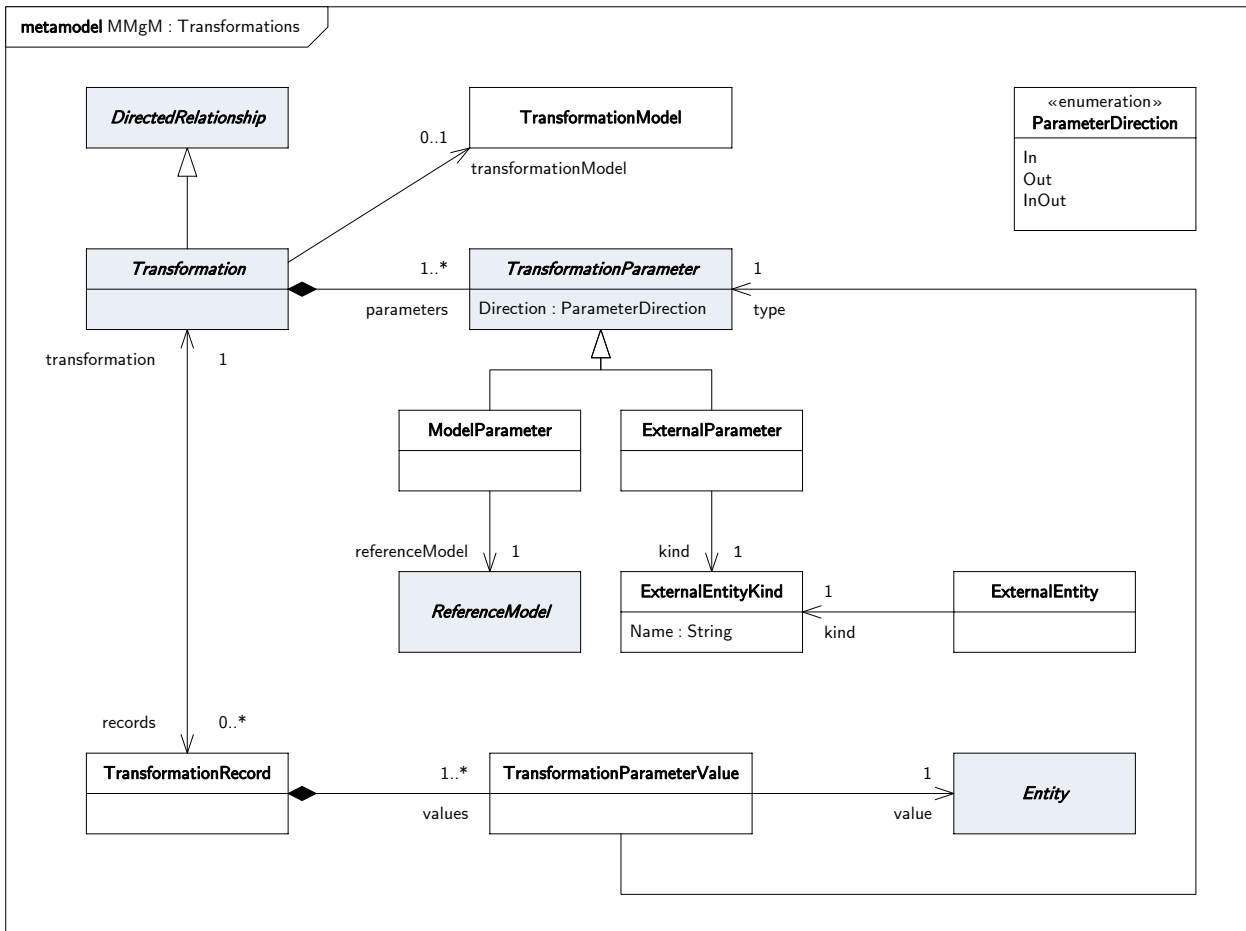 metamodel MMgM : Transformations
DirectedRelationship
TransformationModel
«enumeration»
ParameterDirection
In
Out
InOut
0..1
transformationModel
Transformation
1..*
parameters
TransformationParameter
Direction : ParameterDirection
1
type
transformation
1
ModelParameter
ExternalParameter
referenceModel
1
kind
1
ReferenceModel
ExternalEntityKind
Name : String
1
kind
ExternalEntity
records
0..*
TransformationRecord
1..*
values
TransformationParameterValue
1
value
Entity